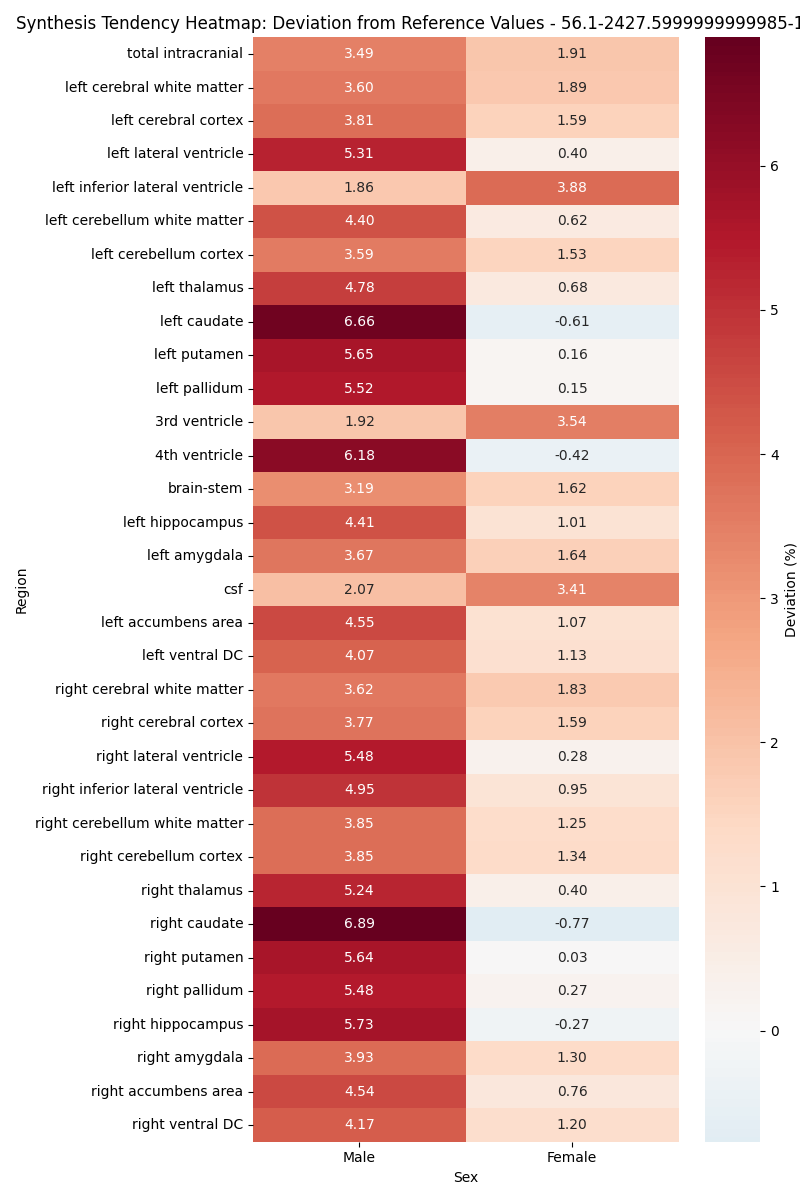 Synthesis Tendency Heatmap: Deviation from Reference Values - 56.1-2427.5999999999985-1
total intracranial 3.49 1.91
left cerebral white matter 3.60 1.89
left cerebral cortex 3.81 1.59
left lateral ventricle 5.31 0.40
left inferior lateral ventricle 1.86 3.88
left cerebellum white matter 4.40 0.62
left cerebellum cortex 3.59 1.53
left thalamus 4.78 0.68
left caudate 6.66 -0.61
left putamen 5.65 0.16
left pallidum 5.52 0.15
3rd ventricle 1.92 3.54
4th ventricle 6.18 -0.42
brain-stem 3.19 1.62
left hippocampus 4.41 1.01
left amygdala 3.67 1.64
csf 2.07 3.41
left accumbens area 4.55 1.07
left ventral DC 4.07 1.13
right cerebral white matter 3.62 1.83
right cerebral cortex 3.77 1.59
right lateral ventricle 5.48 0.28
right inferior lateral ventricle 4.95 0.95
right cerebellum white matter 3.85 1.25
right cerebellum cortex 3.85 1.34
right thalamus 5.24 0.40
right caudate 6.89 -0.77
right putamen 5.64 0.03
right pallidum 5.48 0.27
right hippocampus 5.73 -0.27
right amygdala 3.93 1.30
right accumbens area 4.54 0.76
right ventral DC 4.17 1.20
Male Female
Sex
Region
6
5
4
3
2
1
0
Deviation (%)